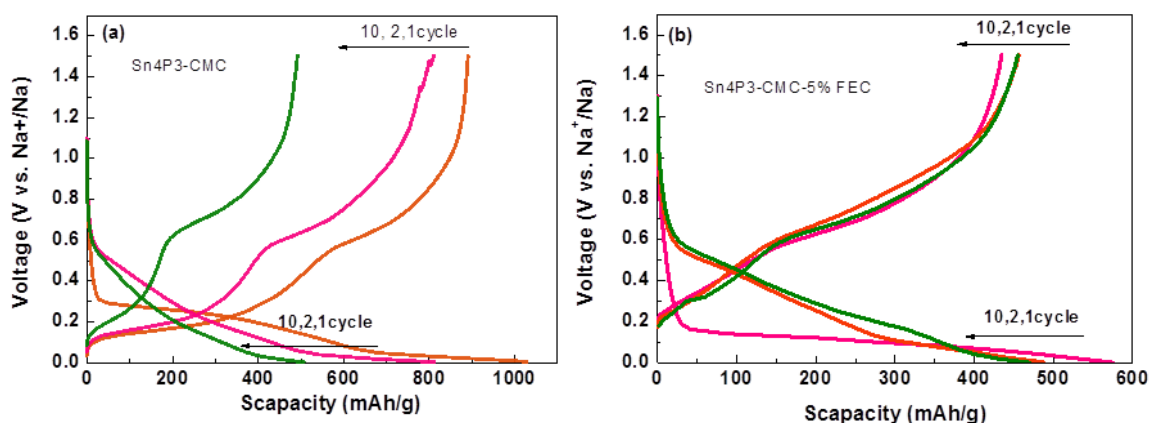 (a)
10, 2,1cycle
Sn4P3-CMC
Voltage (V vs. Na+/Na)
1.6
1.4
1.2
1.0
0.8
0.6
0.4
0.2
0.0
10,2,1cycle
0 200 400 600 800 1000
Scapacity (mAh/g)
(b)
10,2,1cycle
Sn4P3-CMC-5% FEC
Voltage (V vs. Na⁺/Na)
1.6
1.4
1.2
1.0
0.8
0.6
0.4
0.2
0.0
10,2,1cycle
0 100 200 300 400 500 600
Scapacity (mAh/g)